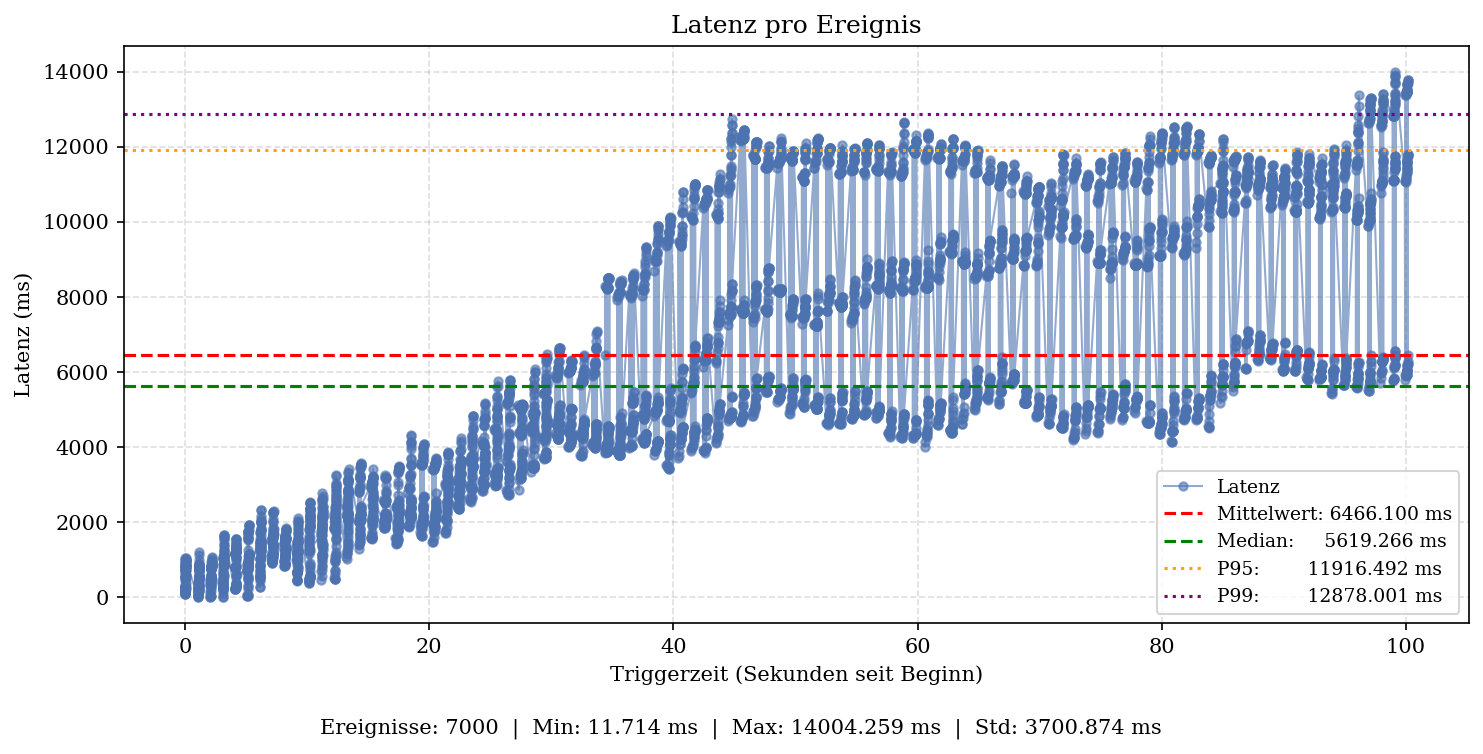 Latenz pro Ereignis
Latenz (ms)
14000
12000
10000
8000
6000
4000
2000
0
0 20 40 60 80 100
Triggerzeit (Sekunden seit Beginn)
Latenz
Mittelwert: 6466.100 ms
Median: 5619.266 ms
P95: 11916.492 ms
P99: 12878.001 ms
Ereignisse: 7000 | Min: 11.714 ms | Max: 14004.259 ms | Std: 3700.874 ms